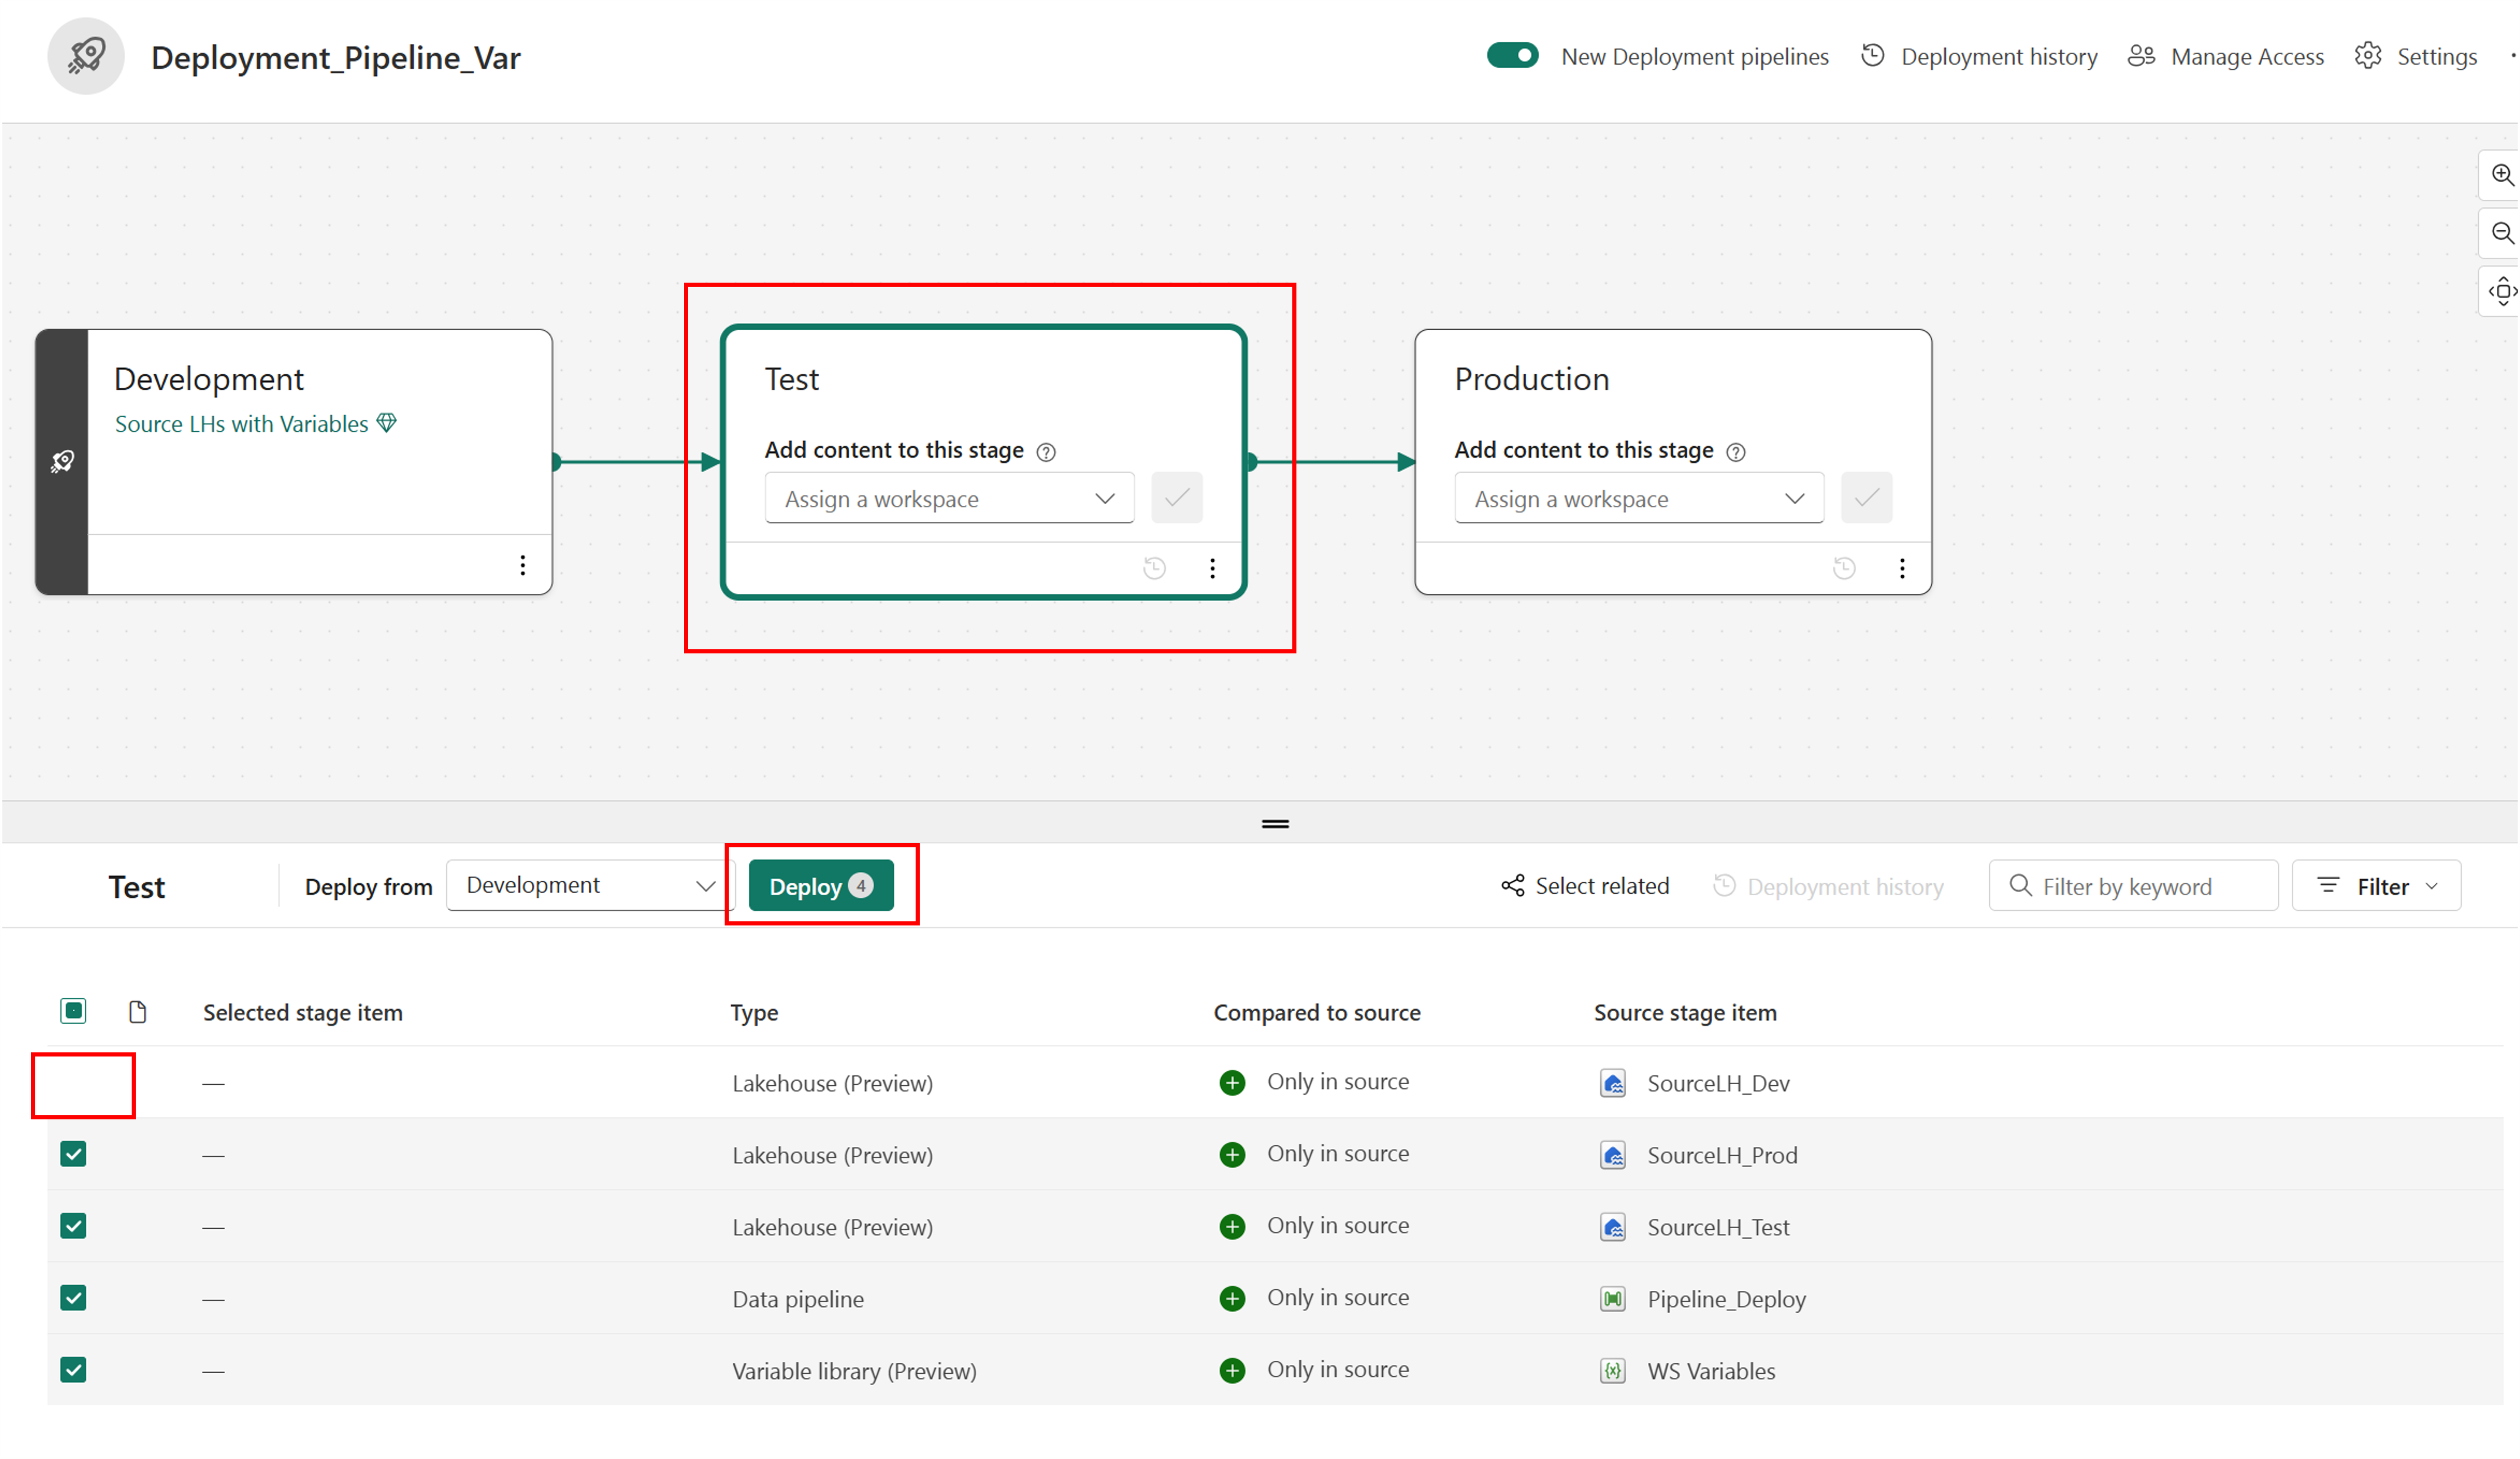 Deployment_Pipeline_Var
New Deployment pipelines
Deployment history
Manage Access
Settings
Development
Source LHs with Variables
Test
Add content to this stage
Assign a workspace
Production
Add content to this stage
Assign a workspace
Test
Deploy from
Development
Deploy 4
Select related
Deployment history
Filter by keyword
Filter
Selected stage item Type Compared to source Source stage item
— Lakehouse (Preview) Only in source SourceLH_Dev
— Lakehouse (Preview) Only in source SourceLH_Prod
— Lakehouse (Preview) Only in source SourceLH_Test
— Data pipeline Only in source Pipeline_Deploy
— Variable library (Preview) Only in source WS Variables